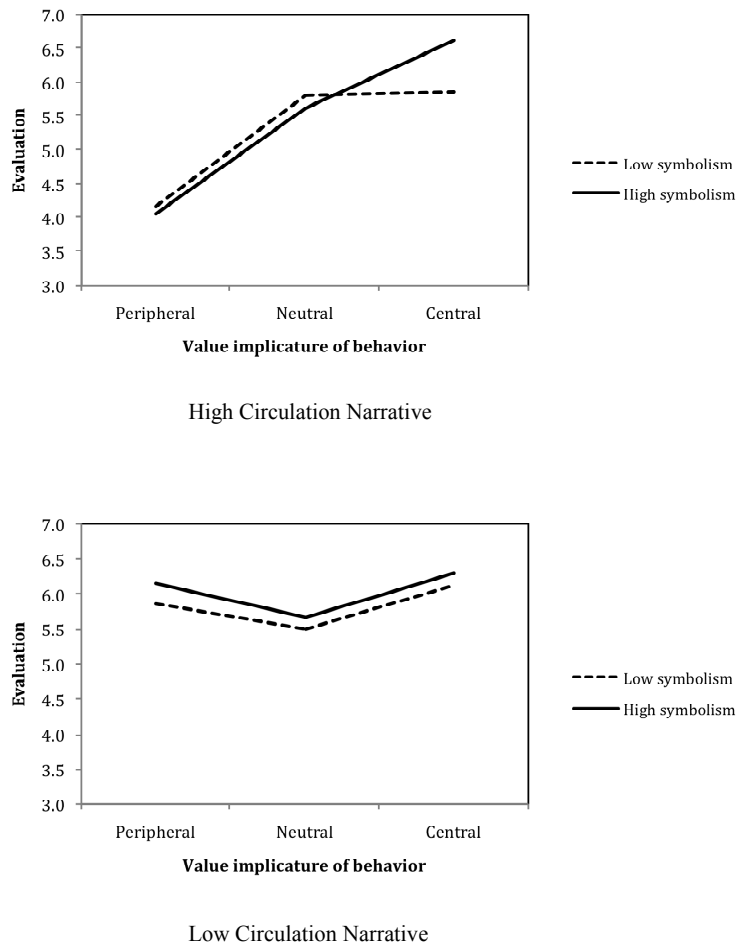 7.0
6.5
6.0
5.5
5.0
4.5
4.0
3.5
3.0
Evaluation
Peripheral Neutral Central
Value implicature of behavior
Low symbolism
High symbolism
High Circulation Narrative
7.0
6.5
6.0
5.5
5.0
4.5
4.0
3.5
3.0
Evaluation
Peripheral Neutral Central
Value implicature of behavior
Low symbolism
High symbolism
Low Circulation Narrative